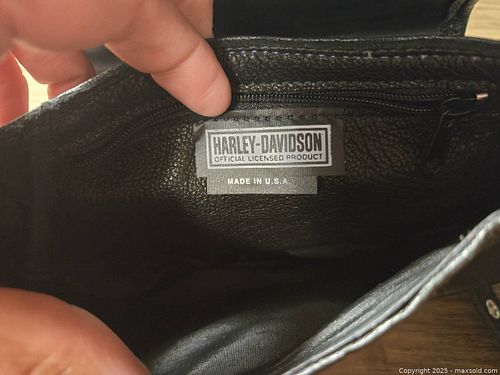 HARLEY-DAVIDSON
OFFICIAL LICENSED PRODUCT
MADE IN U.S.A.
Copyright 2025 - maxsold.com